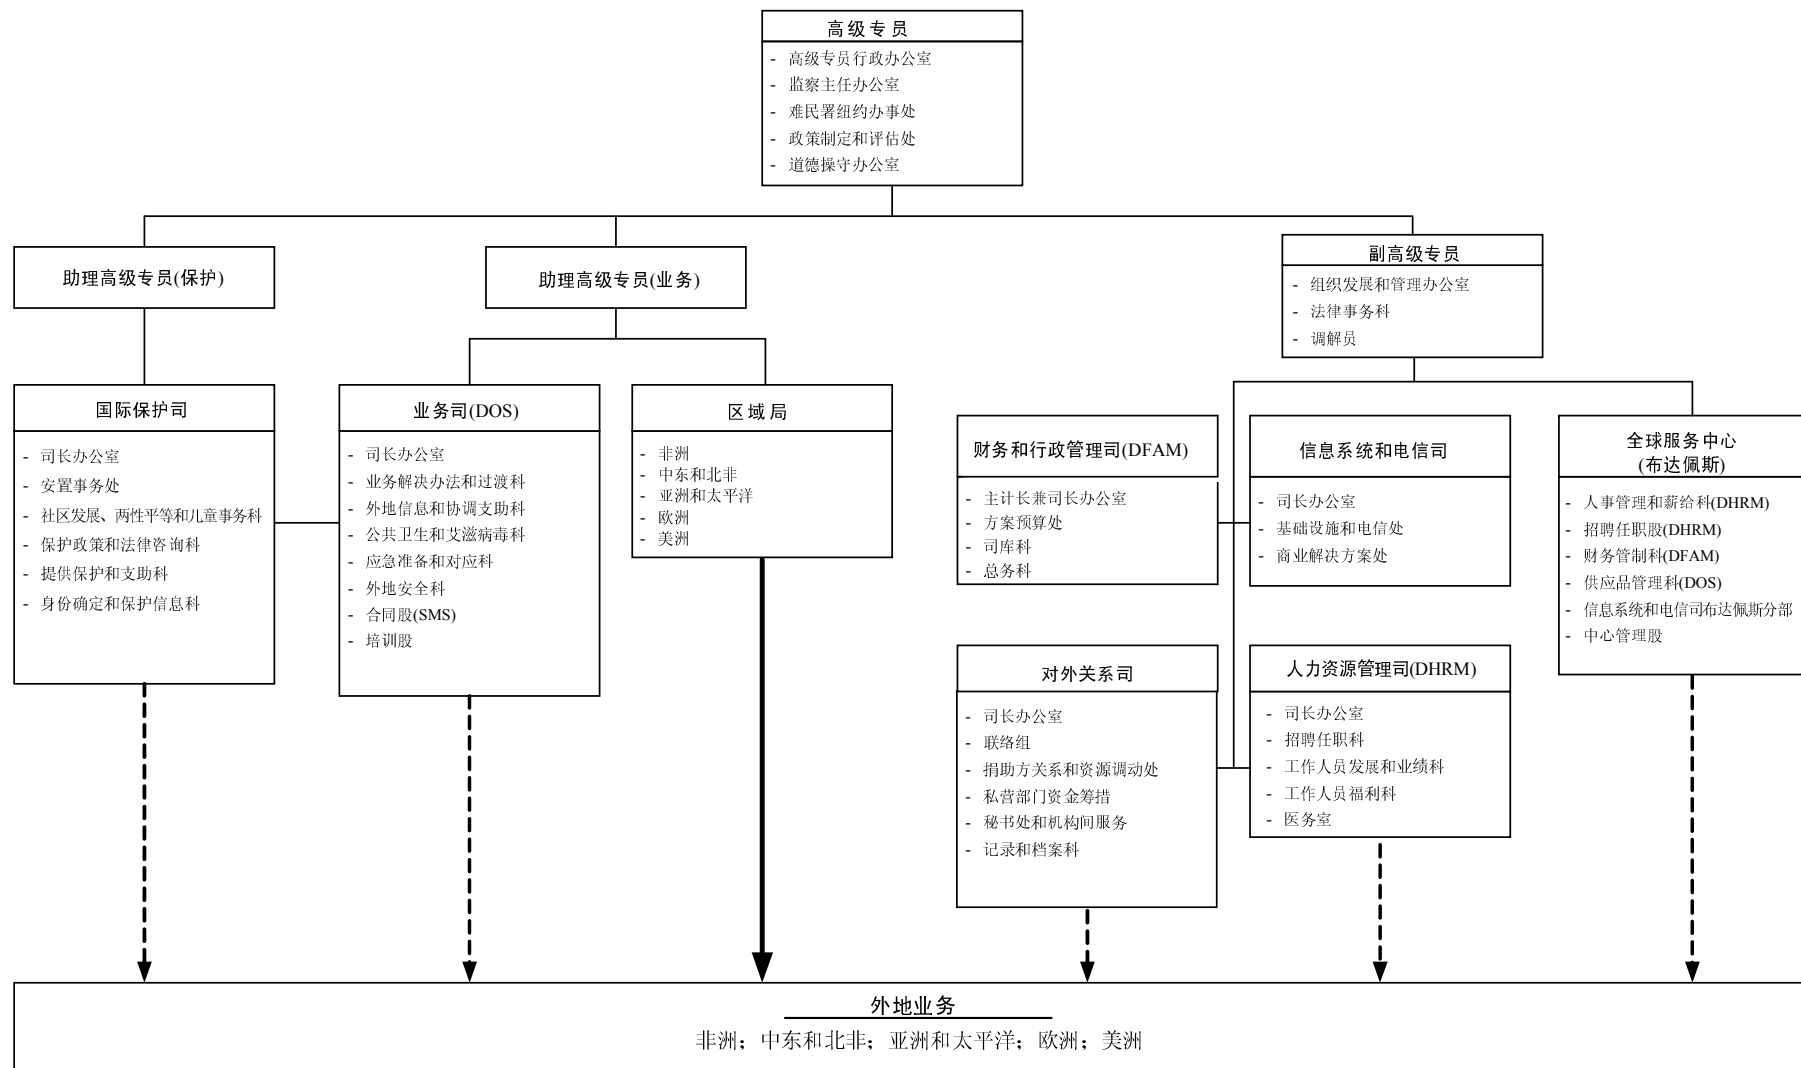 高级专员
- 高级专员行政办公室
- 监察主任办公室
- 难民署纽约办事处
- 政策制定和评估处
- 道德操守办公室
助理高级专员(保护)
助理高级专员(业务)
副高级专员
- 组织发展和管理办公室
- 法律事务科
- 调解员
国际保护司
- 司长办公室
- 安置事务处
- 社区发展、两性平等和儿童事务科
- 保护政策和法律咨询科
- 提供保护和支助科
- 身份确定和保护信息科
业务司(DOS)
- 司长办公室
- 业务解决办法和过渡科
- 外地信息和协调支助科
- 公共卫生和艾滋病毒科
- 应急准备和对应科
- 外地安全科
- 合同股(SMS)
- 培训股
区域局
- 非洲
- 中东和北非
- 亚洲和太平洋
- 欧洲
- 美洲
财务和行政管理司(DFAM)
- 主计长兼司长办公室
- 方案预算处
- 司库科
- 总务科
信息系统和电信司
- 司长办公室
- 基础设施和电信处
- 商业解决方案处
全球服务中心
(布达佩斯)
- 人事管理和薪给科(DHRM)
- 招聘任职股(DHRM)
- 财务管制科(DFAM)
- 供应品管理科(DOS)
- 信息系统和电信司布达佩斯分部
- 中心管理股
对外关系司
- 司长办公室
- 联络组
- 捐助方关系和资源调动处
- 私营部门资金筹措
- 秘书处和机构间服务
- 记录和档案科
人力资源管理司(DHRM)
- 司长办公室
- 招聘任职科
- 工作人员发展和业绩科
- 工作人员福利科
- 医务室
外地业务
非洲；中东和北非；亚洲和太平洋；欧洲；美洲